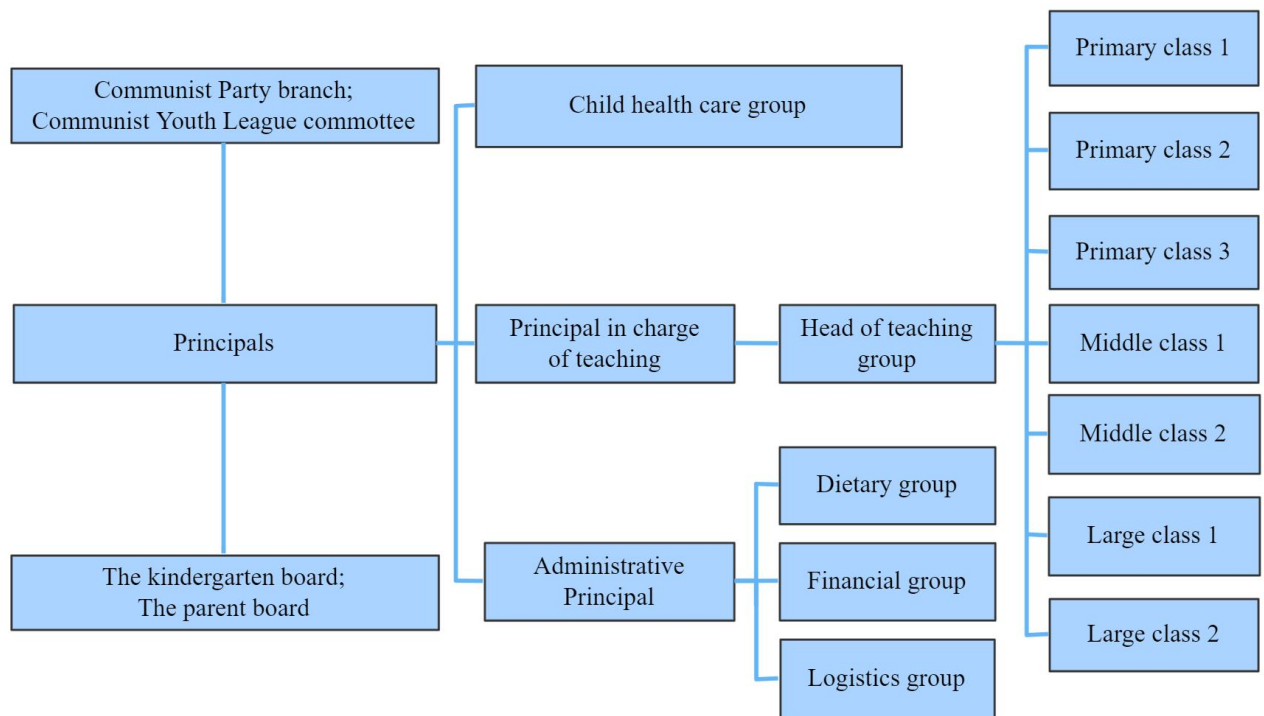 Communist Party branch;
Communist Youth League commottee
Principals
The kindergarten board;
The parent board
Child health care group
Principal in charge
of teaching
Administrative
Principal
Head of teaching
group
Dietary group
Financial group
Logistics group
Primary class 1
Primary class 2
Primary class 3
Middle class 1
Middle class 2
Large class 1
Large class 2